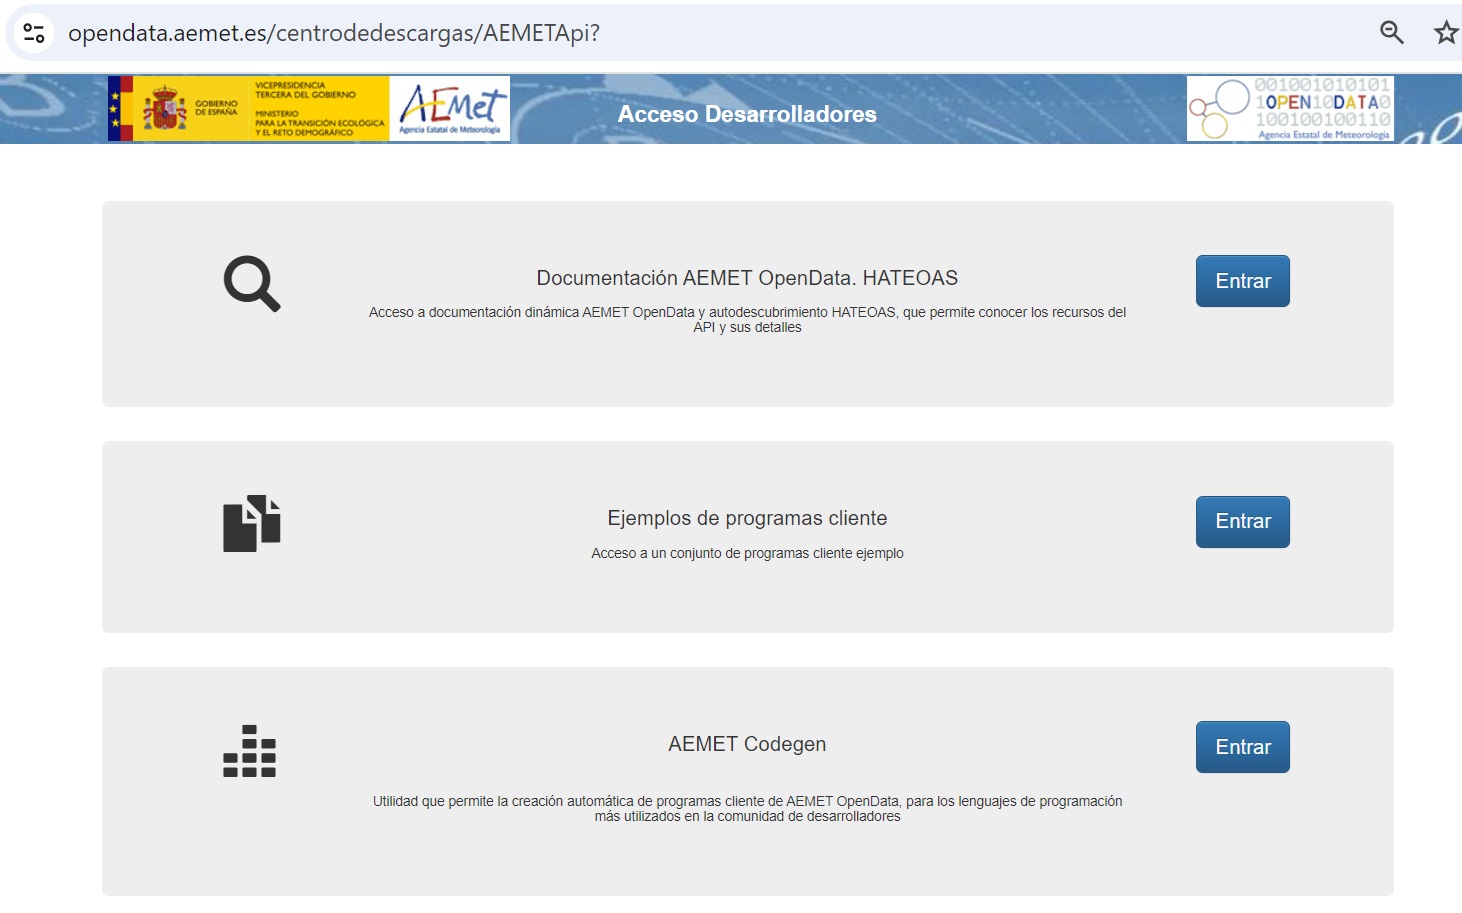 opendata.aemet.es/centrodedescargas/AEMETApi?
GOBIERNO
DE ESPAÑA
VICEPRESIDENCIA
TERCERA DEL GOBIERNO
MINISTERIO
PARA LA TRANSICIÓN ECOLÓGICA
Y EL RETO DEMOGRÁFICO
AEMet
Agencia Estatal de Meteorología
Acceso Desarrolladores
001001010101
1OPEN10DATA0
100100100110
Agencia Estatal de Meteorología
Documentación AEMET OpenData. HATEOAS
Entrar
Acceso a documentación dinámica AEMET OpenData y autodescubrimiento HATEOAS, que permite conocer los recursos del
API y sus detalles
Ejemplos de programas cliente
Entrar
Acceso a un conjunto de programas cliente ejemplo
AEMET Codegen
Entrar
Utilidad que permite la creación automática de programas cliente de AEMET OpenData, para los lenguajes de programación
más utilizados en la comunidad de desarrolladores